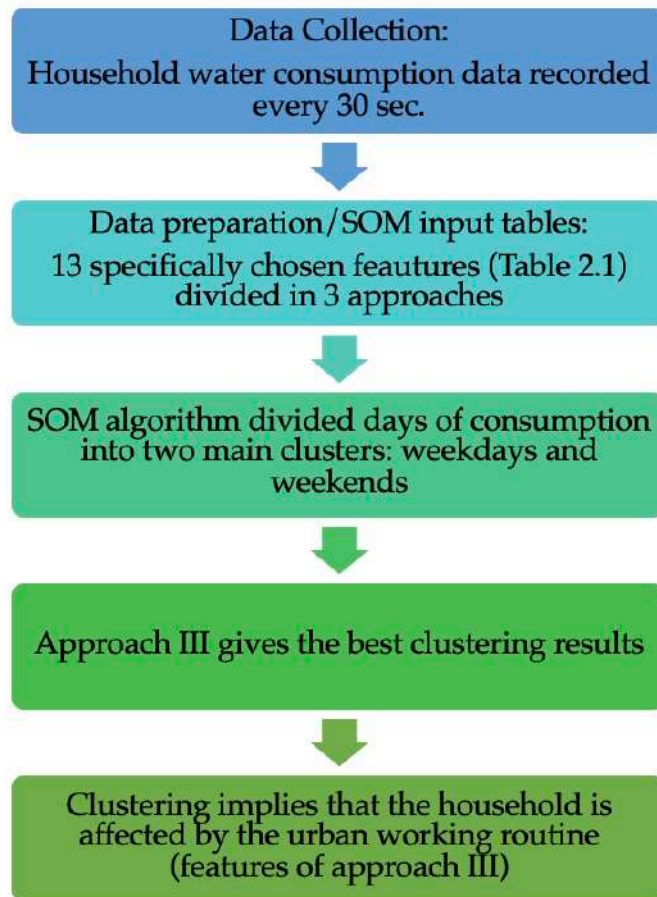 Data Collection:
Household water consumption data recorded
every 30 sec.
Data preparation/SOM input tables:
13 specifically chosen feautures (Table 2.1)
divided in 3 approaches
SOM algorithm divided days of consumption
into two main clusters: weekdays and
weekends
Approach III gives the best clustering results
Clustering implies that the household is
affected by the urban working routine
(features of approach III)